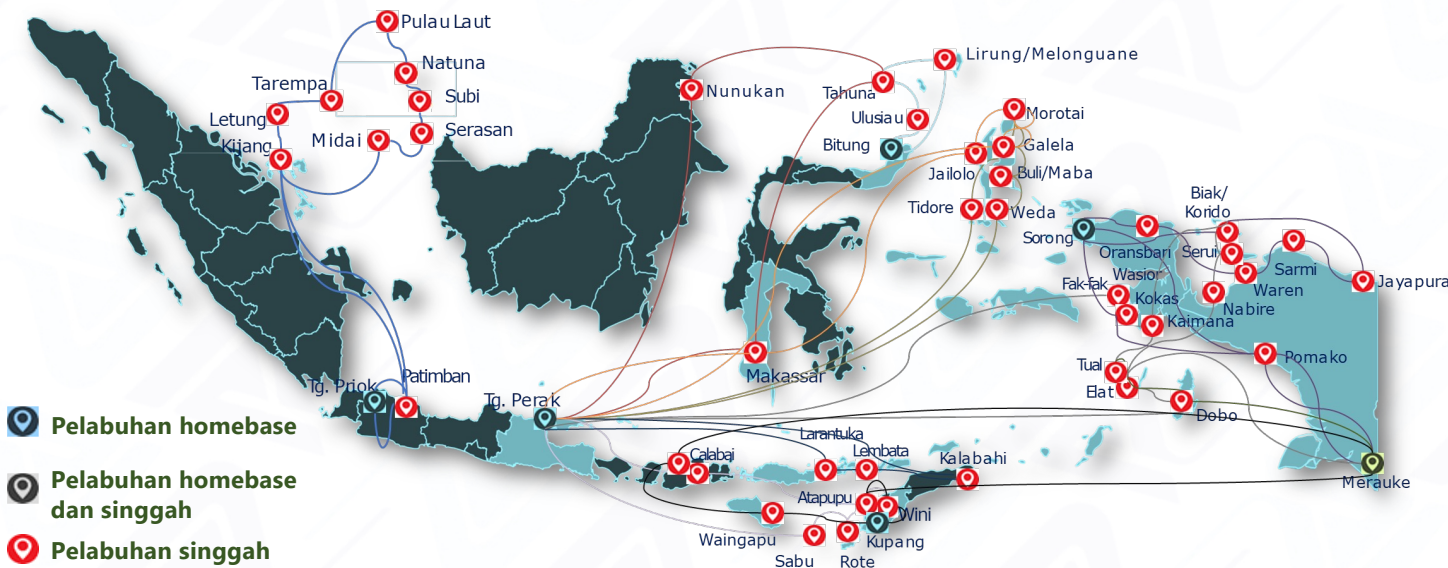 Pulau Laut
Natuna
Tarempa
Subi
Letung
Serasan
Midai
Kijang
Nunukan
Lirung/Melonguane
Tahuna
Ulusiau
Bitung
Morotai
Galela
Jailolo
Buli/Maba
Tidore
Weda
Biak/
Korido
Sorong
Oransbari
Serui
Wasior
Sarmi
Fak-fak
Waren
Jayapura
Kokas
Nabire
Kaimana
Pomako
Tual
Elat
Dobo
Merauke
Makassar
Patimban
Tg. Priok
Tg. Perak
Larantuka
Calabai
Lembata
Kalabahi
Atapupu
Wini
Waingapu
Kupang
Sabu
Rote
Pelabuhan homebase
Pelabuhan homebase
dan singgah
Pelabuhan singgah